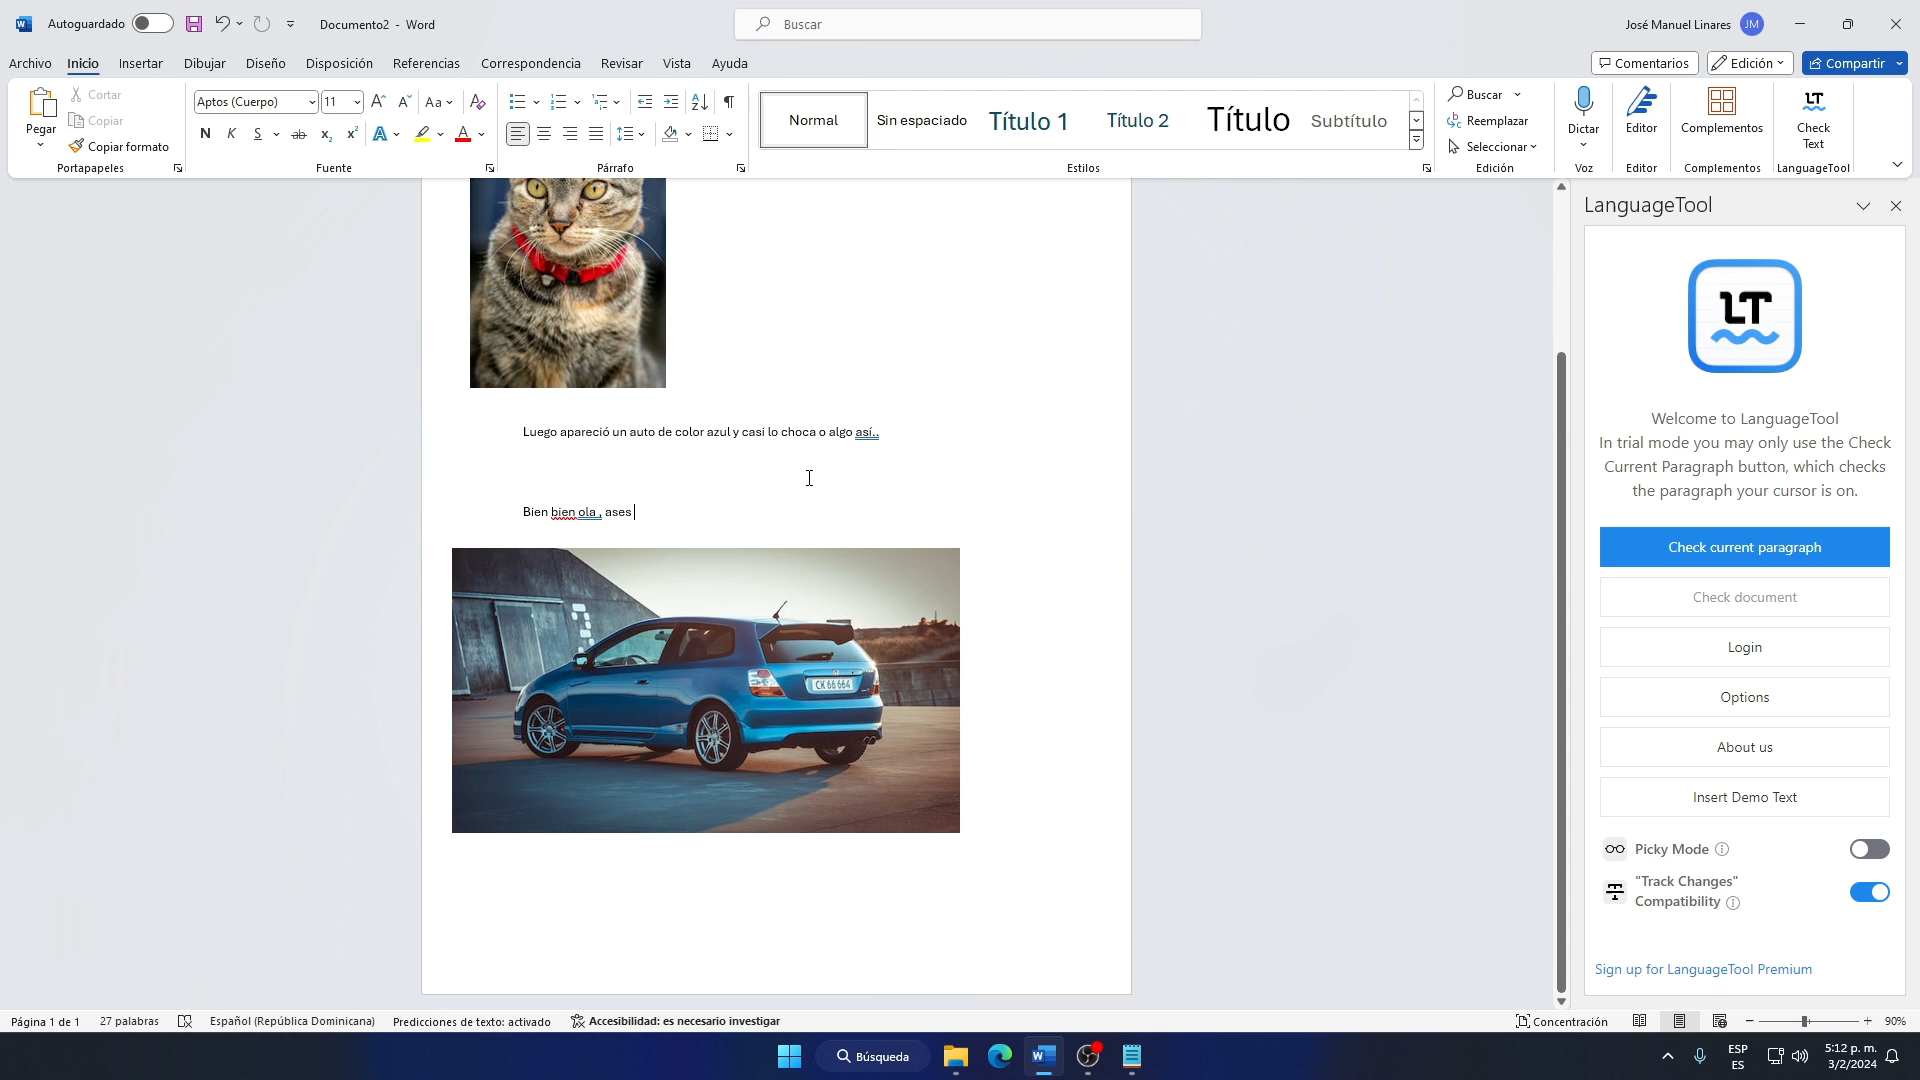 Autoguardado
Documento2 - Word
Buscar
José Manuel Linares
JM
Archivo Inicio Insertar Dibujar Diseño Disposición Referencias Correspondencia Revisar Vista Ayuda
Comentarios
Edición
Compartir
Pegar
Cortar
Copiar
Copiar formato
Portapapeles
Aptos (Cuerpo)
11
Fuente
Párrafo
Normal
Sin espaciado
Título 1
Título 2
Título
Subtítulo
Estilos
Buscar
Reemplazar
Seleccionar
Edición
Dictar
Voz
Editor
Editor
Complementos
Complementos
Check
Text
LanguageTool
Luego apareció un auto de color azul y casi lo choca o algo así..
Bien bien ola , ases
CK 66 664
LanguageTool
LT
Welcome to LanguageTool
In trial mode you may only use the Check
Current Paragraph button, which checks
the paragraph your cursor is on.
Check current paragraph
Check document
Login
Options
About us
Insert Demo Text
Picky Mode
"Track Changes"
Compatibility
Sign up for LanguageTool Premium
Página 1 de 1
27 palabras
Español (República Dominicana)
Predicciones de texto: activado
Accesibilidad: es necesario investigar
Concentración
90%
Búsqueda
ESP
ES
5:12 p. m.
3/2/2024